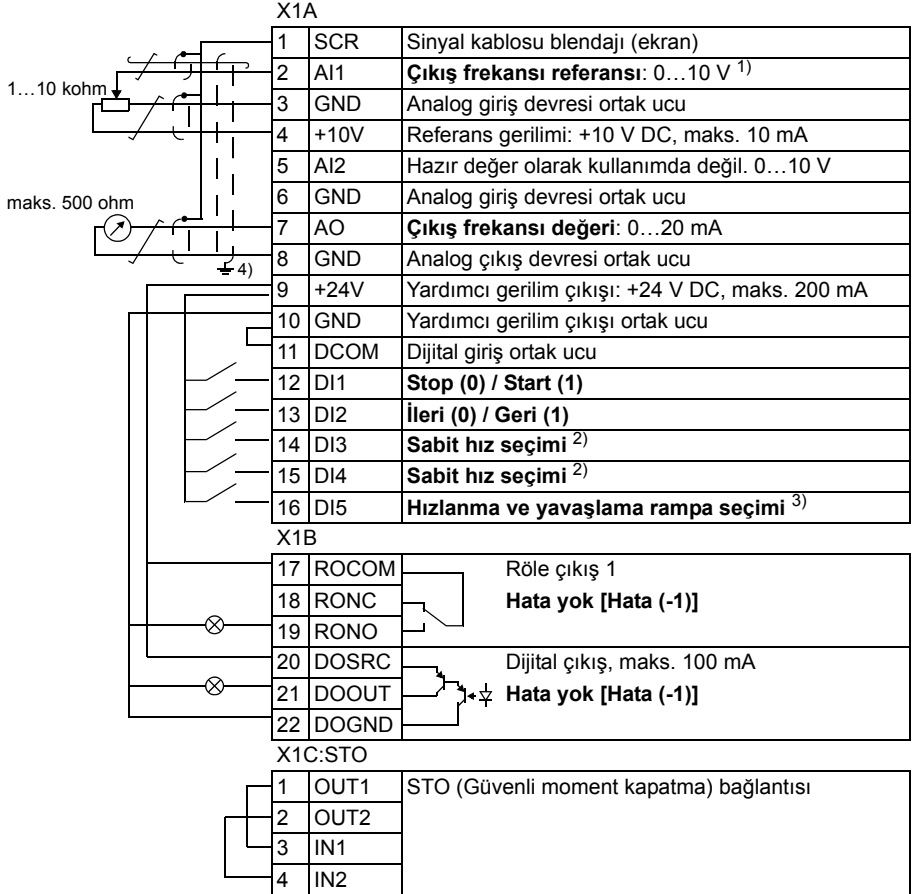 X1A
1 SCR Sinyal kablosu blendajı (ekran)
2 AI1 Çıkış frekansı referansı: 0…10 V 1)
1…10 kohm
3 GND Analog giriş devresi ortak ucu
4 +10V Referans gerilimi: +10 V DC, maks. 10 mA
5 AI2 Hazır değer olarak kullanımda değil. 0…10 V
6 GND Analog giriş devresi ortak ucu
maks. 500 ohm
7 AO Çıkış frekansı değeri: 0…20 mA
8 GND Analog çıkış devresi ortak ucu
4)
9 +24V Yardımcı gerilim çıkışı: +24 V DC, maks. 200 mA
10 GND Yardımcı gerilim çıkışı ortak ucu
11 DCOM Dijital giriş ortak ucu
12 DI1 Stop (0) / Start (1)
13 DI2 İleri (0) / Geri (1)
14 DI3 Sabit hız seçimi 2)
15 DI4 Sabit hız seçimi 2)
16 DI5 Hızlanma ve yavaşlama rampa seçimi 3)
X1B
17 ROCOM Röle çıkış 1
18 RONC Hata yok [Hata (-1)]
19 RONO
20 DOSRC Dijital çıkış, maks. 100 mA
21 DOOUT Hata yok [Hata (-1)]
22 DOGND
X1C:STO
1 OUT1 STO (Güvenli moment kapatma) bağlantısı
2 OUT2
3 IN1
4 IN2